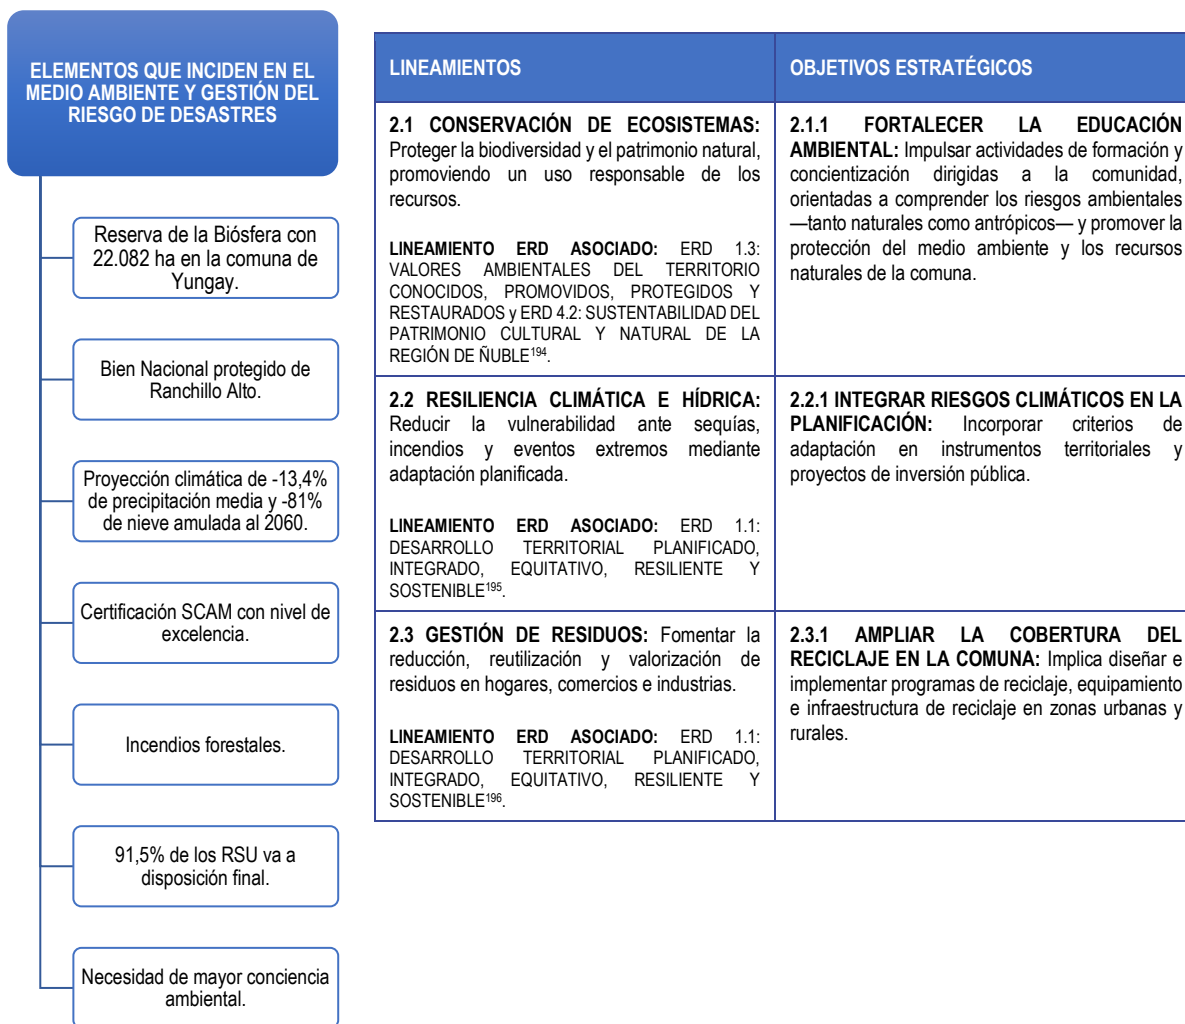 ELEMENTOS QUE INCIDEN EN EL
MEDIO AMBIENTE Y GESTIÓN DEL
RIESGO DE DESASTRES
Reserva de la Biósfera con
22.082 ha en la comuna de
Yungay.
Bien Nacional protegido de
Ranchillo Alto.
Proyección climática de -13,4%
de precipitación media y -81%
de nieve amulada al 2060.
Certificación SCAM con nivel de
excelencia.
Incendios forestales.
91,5% de los RSU va a
disposición final.
Necesidad de mayor conciencia
ambiental.
LINEAMIENTOS
OBJETIVOS ESTRATÉGICOS
2.1 CONSERVACIÓN DE ECOSISTEMAS:
Proteger la biodiversidad y el patrimonio natural,
promoviendo un uso responsable de los
recursos.
LINEAMIENTO ERD ASOCIADO: ERD 1.3:
VALORES AMBIENTALES DEL TERRITORIO
CONOCIDOS, PROMOVIDOS, PROTEGIDOS Y
RESTAURADOS y ERD 4.2: SUSTENTABILIDAD DEL
PATRIMONIO CULTURAL Y NATURAL DE LA
REGIÓN DE ÑUBLE194.
2.1.1 FORTALECER LA EDUCACIÓN
AMBIENTAL: Impulsar actividades de formación y
concientización dirigidas a la comunidad,
orientadas a comprender los riesgos ambientales
—tanto naturales como antrópicos— y promover la
protección del medio ambiente y los recursos
naturales de la comuna.
2.2 RESILIENCIA CLIMÁTICA E HÍDRICA:
Reducir la vulnerabilidad ante sequías,
incendios y eventos extremos mediante
adaptación planificada.
LINEAMIENTO ERD ASOCIADO: ERD 1.1:
DESARROLLO TERRITORIAL PLANIFICADO,
INTEGRADO, EQUITATIVO, RESILIENTE Y
SOSTENIBLE195.
2.2.1 INTEGRAR RIESGOS CLIMÁTICOS EN LA
PLANIFICACIÓN: Incorporar criterios de
adaptación en instrumentos territoriales y
proyectos de inversión pública.
2.3 GESTIÓN DE RESIDUOS: Fomentar la
reducción, reutilización y valorización de
residuos en hogares, comercios e industrias.
LINEAMIENTO ERD ASOCIADO: ERD 1.1:
DESARROLLO TERRITORIAL PLANIFICADO,
INTEGRADO, EQUITATIVO, RESILIENTE Y
SOSTENIBLE196.
2.3.1 AMPLIAR LA COBERTURA DEL
RECICLAJE EN LA COMUNA: Implica diseñar e
implementar programas de reciclaje, equipamiento
e infraestructura de reciclaje en zonas urbanas y
rurales.